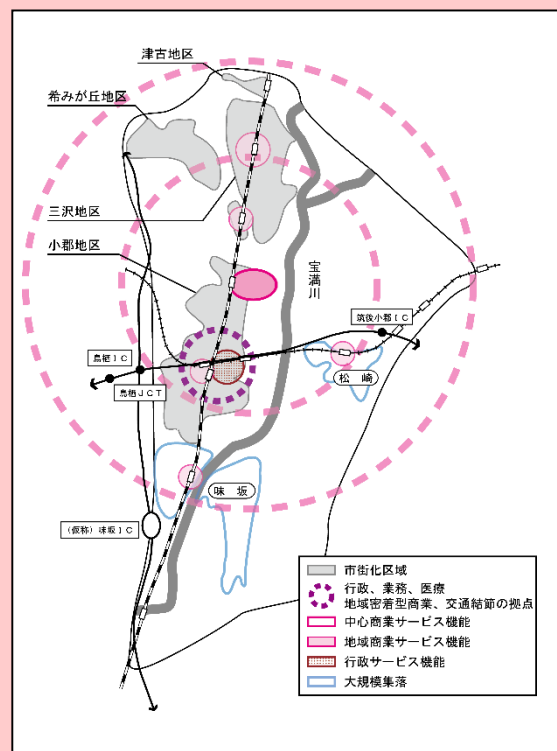 津古地区
希みが丘地区
三沢地区
小郡地区
宝満川
筑後小郡IC
鳥栖IC
鳥栖JCT
松崎
味坂
(仮称)味坂IC
市街化区域
行政、業務、医療
地域密着型商業、交通結節の拠点
中心商業サービス機能
地域商業サービス機能
行政サービス機能
大規模集落